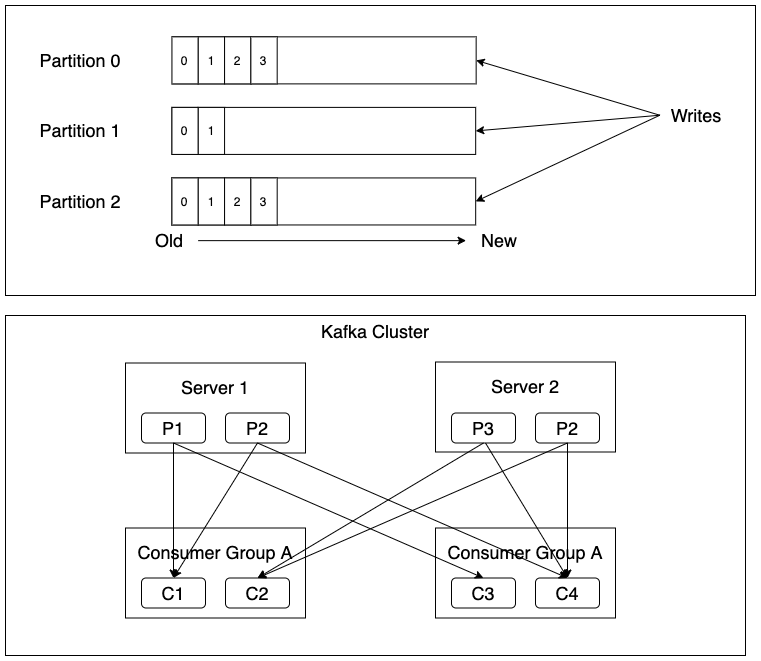 Partition 0
0 1 2 3
Partition 1
0 1
Writes
Partition 2
0 1 2 3
Old
New
Kafka Cluster
Server 1
Server 2
P1
P2
P3
P2
Consumer Group A
Consumer Group A
C1
C2
C3
C4